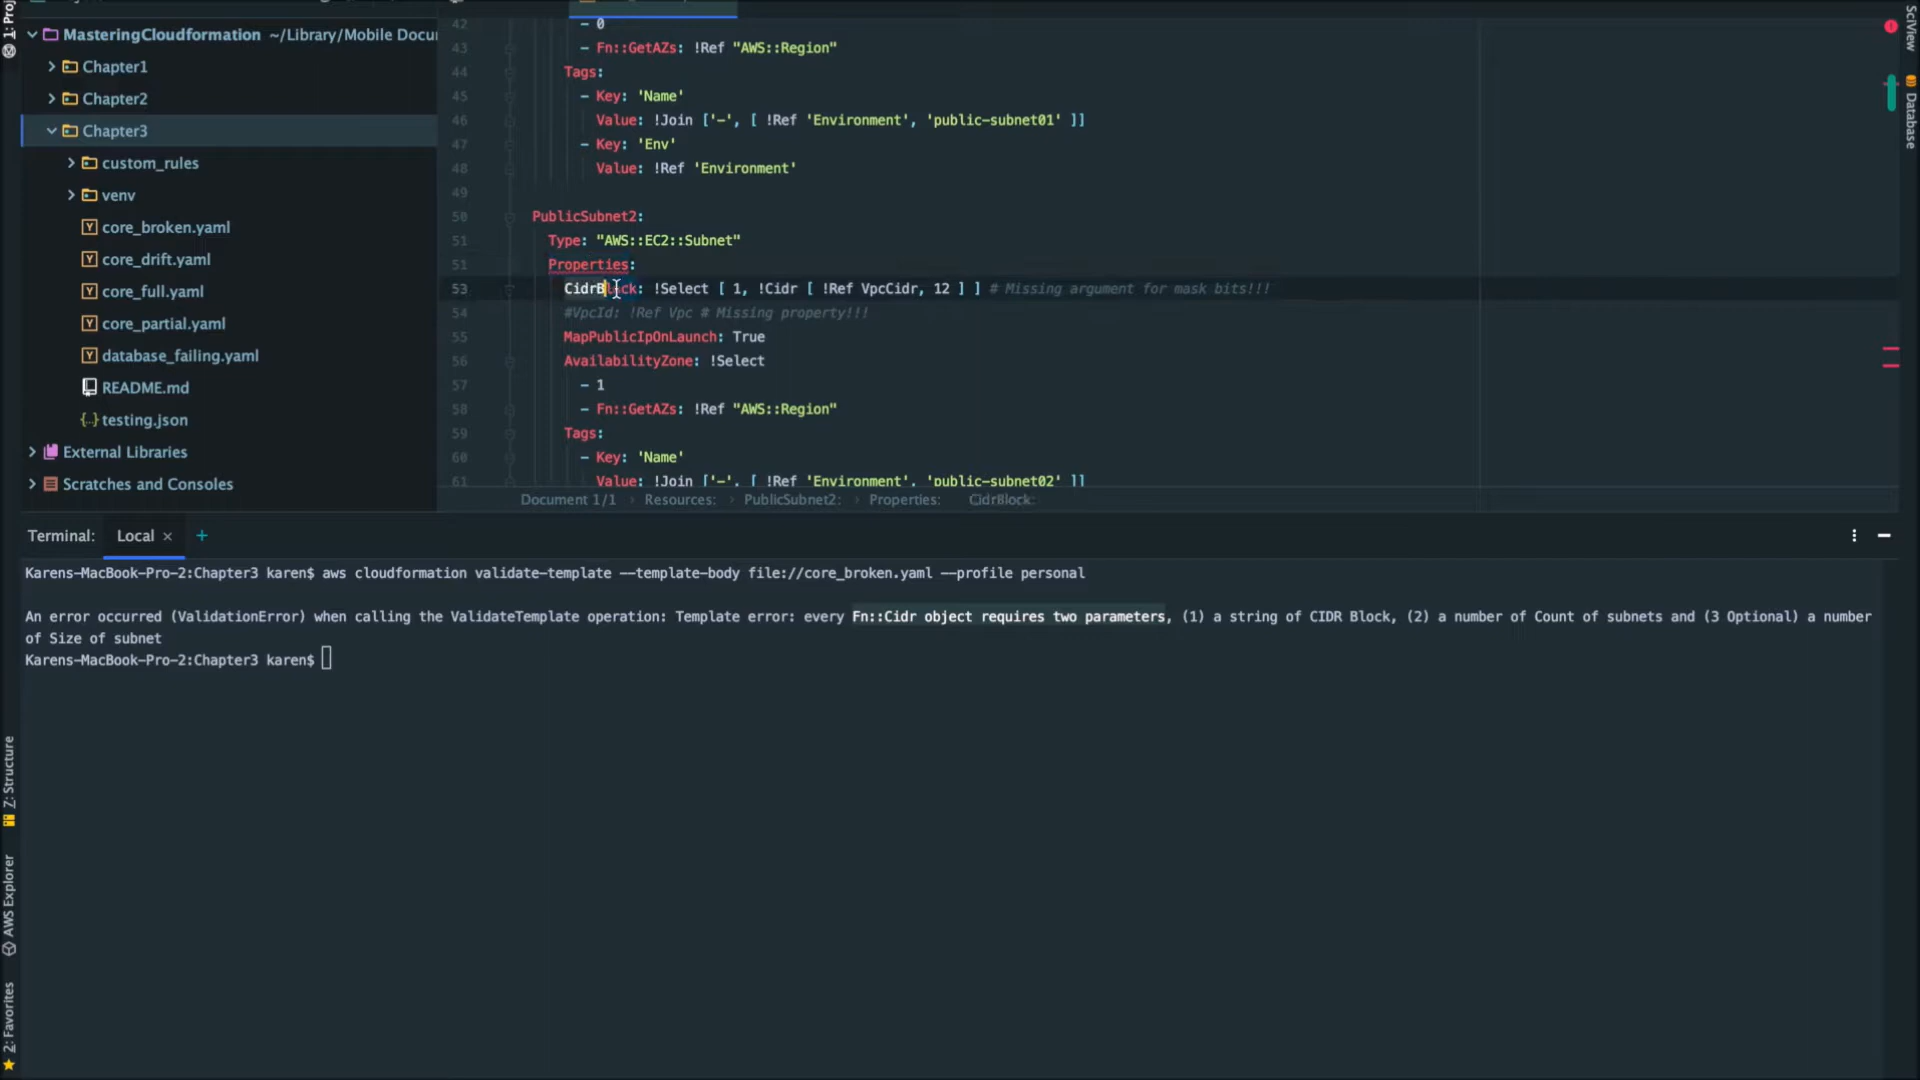 1: Proj
MasteringCloudformation ~/Library/Mobile Docu
Chapter1
Chapter2
Chapter3
custom_rules
venv
core_broken.yaml
core_drift.yaml
core_full.yaml
core_partial.yaml
database_failing.yaml
README.md
testing.json
External Libraries
Scratches and Consoles
42 - 0
43 - Fn::GetAZs: !Ref "AWS::Region"
44 Tags:
45 - Key: 'Name'
46 Value: !Join ['-', [ !Ref 'Environment', 'public-subnet01' ]]
47 - Key: 'Env'
48 Value: !Ref 'Environment'
49
50 PublicSubnet2:
51 Type: "AWS::EC2::Subnet"
51 Properties:
53 CidrBlock: !Select [ 1, !Cidr [ !Ref VpcCidr, 12 ] ] # Missing argument for mask bits!!!
54 #VpcId: !Ref Vpc # Missing property!!!
55 MapPublicIpOnLaunch: True
56 AvailabilityZone: !Select
57 - 1
58 - Fn::GetAZs: !Ref "AWS::Region"
59 Tags:
60 - Key: 'Name'
61 Value: !Join ['-', [ !Ref 'Environment', 'public-subnet02' ]]
Document 1/1 › Resources: › PublicSubnet2: › Properties: › CidrBlock:
SciView
Database
Terminal: Local × +
Karens-MacBook-Pro-2:Chapter3 karen$ aws cloudformation validate-template --template-body file://core_broken.yaml --profile personal
An error occurred (ValidationError) when calling the ValidateTemplate operation: Template error: every Fn::Cidr object requires two parameters, (1) a string of CIDR Block, (2) a number of Count of subnets and (3 Optional) a number
of Size of subnet
Karens-MacBook-Pro-2:Chapter3 karen$
Z: Structure
AWS Explorer
2: Favorites